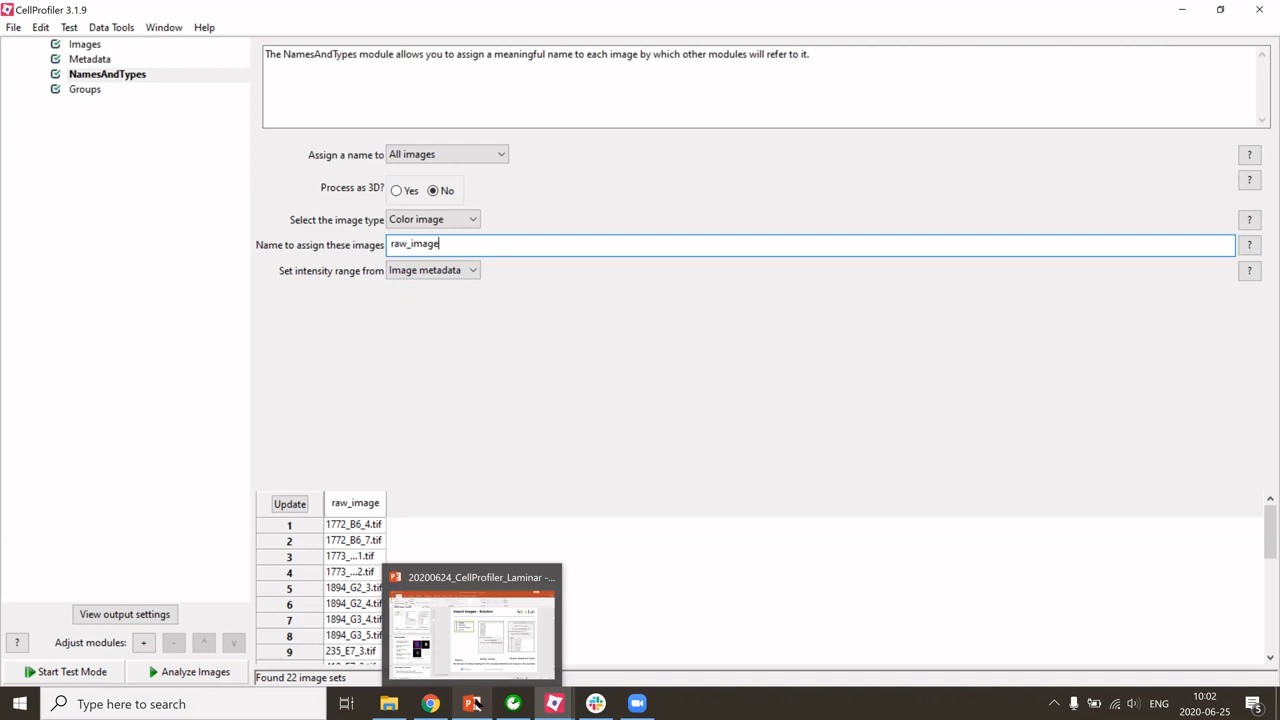 CellProfiler 3.1.9
File Edit Test Data Tools Window Help
Images
Metadata
NamesAndTypes
Groups
The NamesAndTypes module allows you to assign a meaningful name to each image by which other modules will refer to it.
Assign a name to All images ?
Process as 3D? Yes No ?
Select the image type Color image ?
Name to assign these images raw_image ?
Set intensity range from Image metadata ?
Update raw_image
1 1772_B6_4.tif
2 1772_B6_7.tif
3 1773_...1.tif
4 1773_...2.tif
5 1894_G2_3.tif
6 1894_G2_4.tif
7 1894_G3_4.tif
8 1894_G3_5.tif
9 235_E7_3.tif
20200624_CellProfiler_Laminar -...
Import Images - Solution
View output settings
? Adjust modules: + - ^ v
Start Test Mode Analyze Images
Found 22 image sets
Type here to search
ENG
10:02
2020-06-25
5